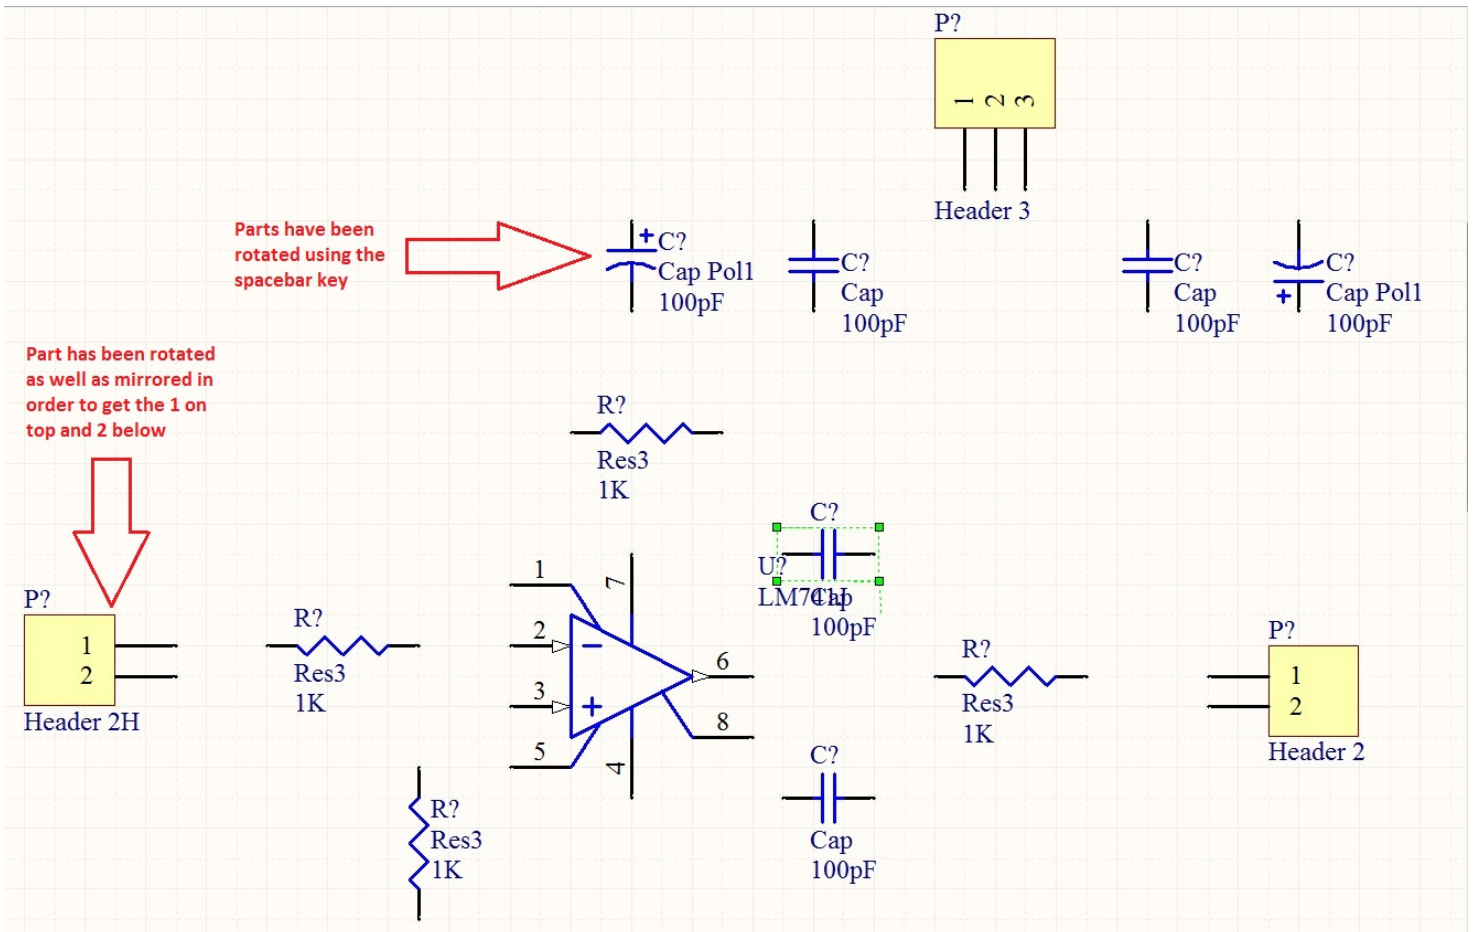 P?
1
2
3
Header 3
Parts have been
rotated using the
spacebar key
+
C?
Cap Pol1
100pF
C?
Cap
100pF
C?
Cap
100pF
C?
Cap Pol1
+
100pF
Part has been rotated
as well as mirrored in
order to get the 1 on
top and 2 below
R?
Res3
1K
C?
U?
LM741J
Cap
100pF
P?
1
2
Header 2H
R?
Res3
1K
1
7
2
3
6
8
5
4
R?
Res3
1K
P?
1
2
Header 2
C?
Cap
100pF
R?
Res3
1K